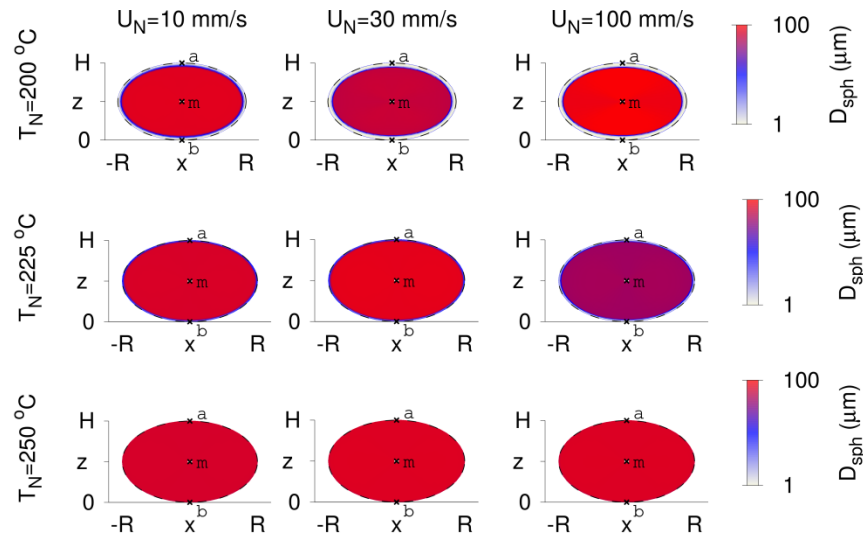 U_N=10 mm/s U_N=30 mm/s U_N=100 mm/s
T_N=200 °C
H a H a H a 100
z m z m z m D_sph (μm)
0 b 0 b 0 b 1
-R x R -R x R -R x R
T_N=225 °C
H a H a H a 100
z m z m z m D_sph (μm)
0 b 0 b 0 b 1
-R x R -R x R -R x R
T_N=250 °C
H a H a H a 100
z m z m z m D_sph (μm)
0 b 0 b 0 b 1
-R x R -R x R -R x R